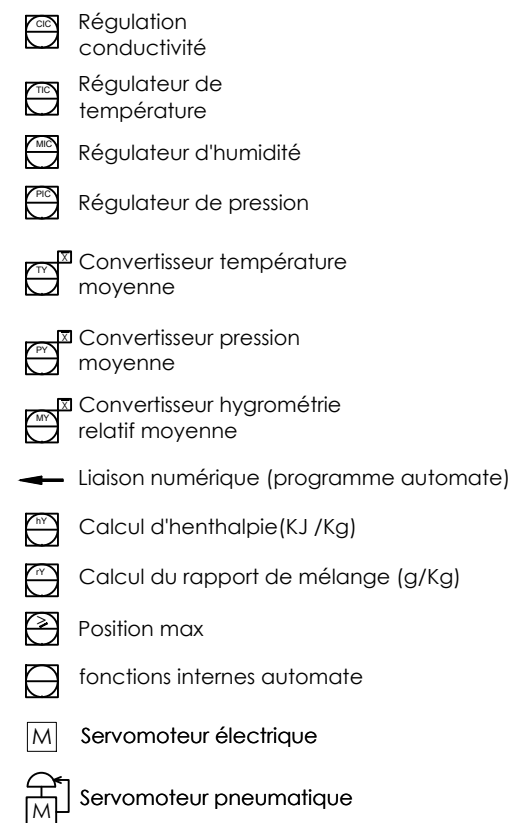 CIC Régulation
conductivité
TIC Régulateur de
température
MIC Régulateur d'humidité
PIC Régulateur de pression
TY X Convertisseur température
moyenne
PY X Convertisseur pression
moyenne
MY X Convertisseur hygrométrie
relatif moyenne
Liaison numérique (programme automate)
hY Calcul d'henthalpie(KJ /Kg)
rY Calcul du rapport de mélange (g/Kg)
≥ Position max
fonctions internes automate
M Servomoteur électrique
M Servomoteur pneumatique